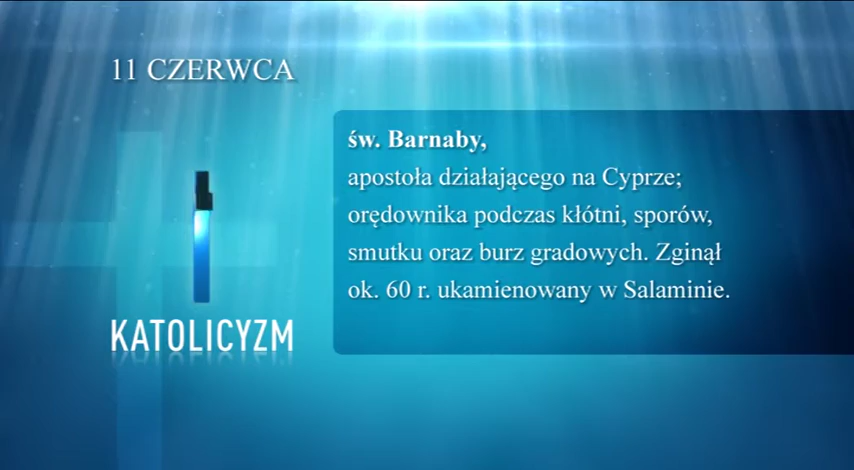 11 CZERWCA
św. Barnaby,
apostoła działającego na Cyprze;
orędownika podczas kłótni, sporów,
smutku oraz burz gradowych. Zginął
ok. 60 r. ukamienowany w Salaminie.
KATOLICYZM